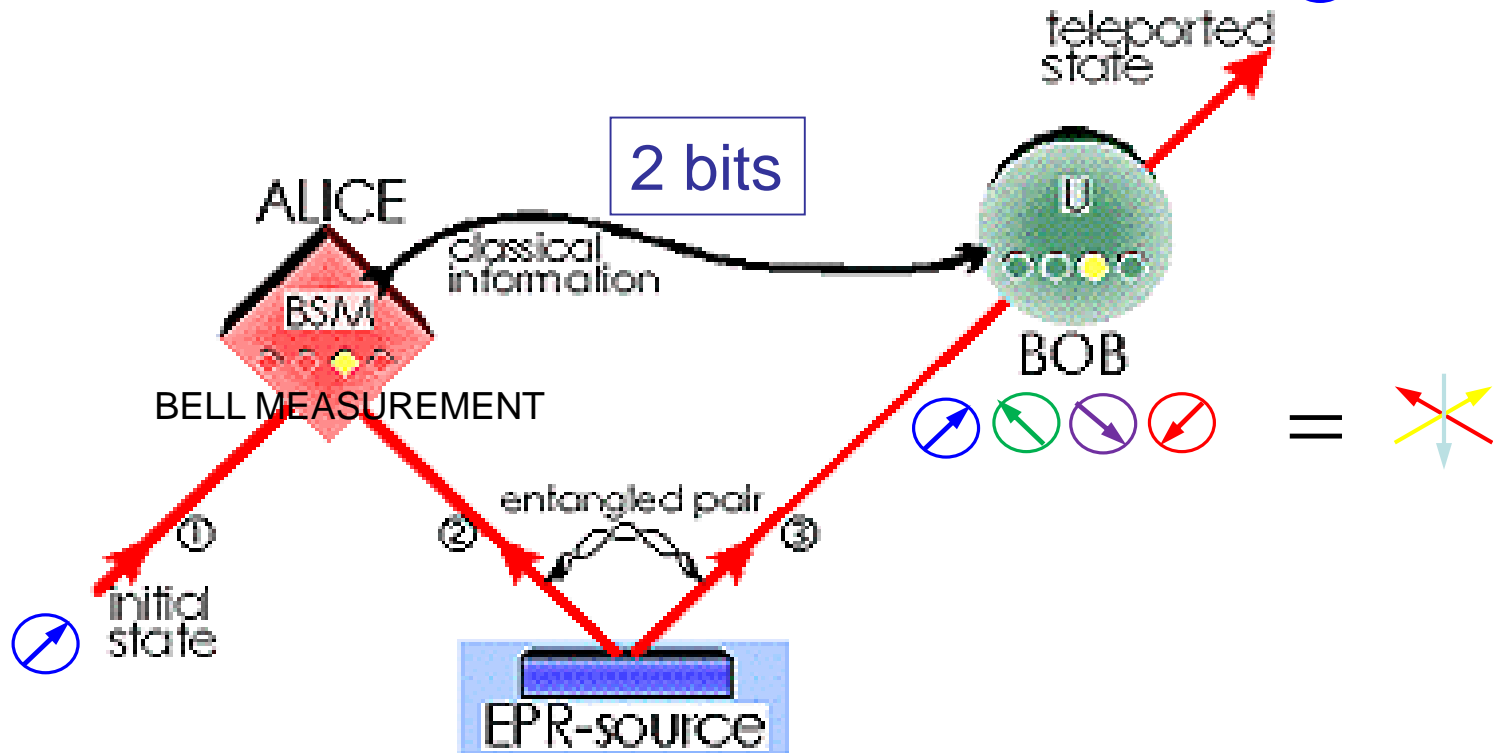 teleported
state
2 bits
ALICE
classical
information
BSM
U
BOB
BELL MEASUREMENT
=
entangled pair
①
②
③
initial
state
EPR-source